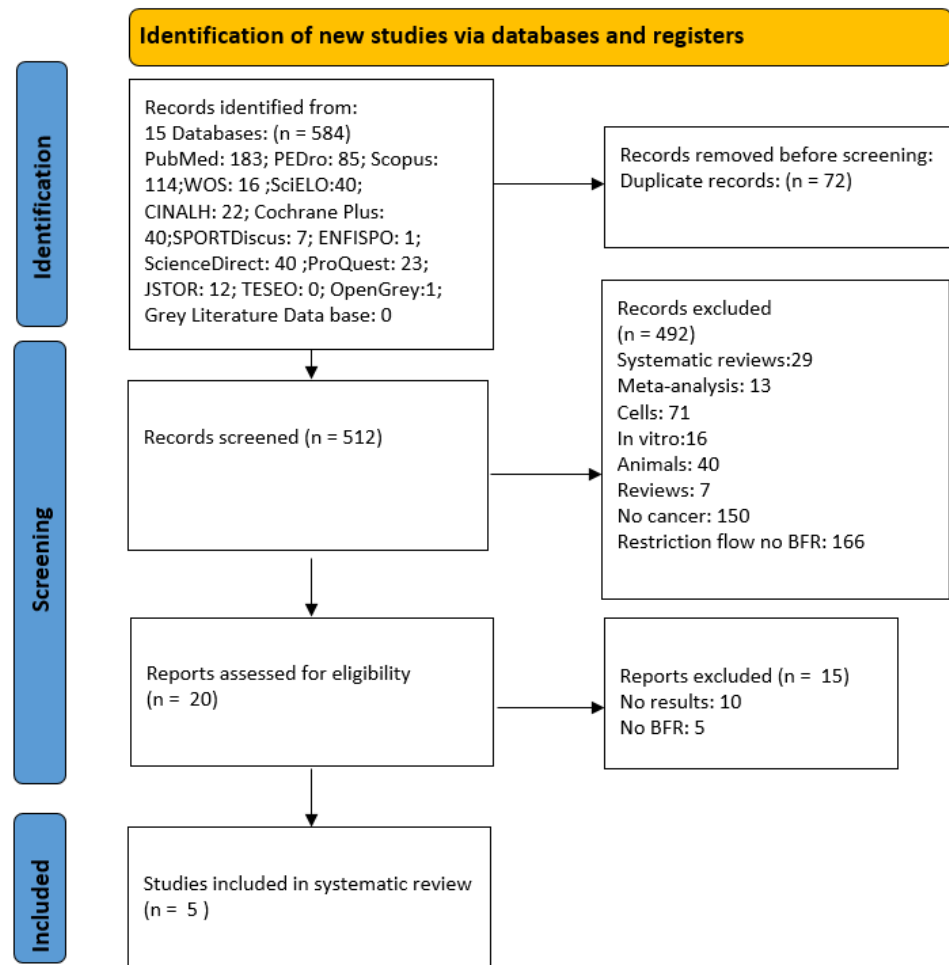 Identification of new studies via databases and registers
Identification
Records identified from:
15 Databases: (n = 584)
PubMed: 183; PEDro: 85; Scopus:
114;WOS: 16 ;SciELO:40;
CINALH: 22; Cochrane Plus:
40;SPORTDiscus: 7; ENFISPO: 1;
ScienceDirect: 40 ;ProQuest: 23;
JSTOR: 12; TESEO: 0; OpenGrey:1;
Grey Literature Data base: 0
Records removed before screening:
Duplicate records: (n = 72)
Screening
Records screened (n = 512)
Records excluded
(n = 492)
Systematic reviews:29
Meta-analysis: 13
Cells: 71
In vitro:16
Animals: 40
Reviews: 7
No cancer: 150
Restriction flow no BFR: 166
Reports assessed for eligibility
(n = 20)
Reports excluded (n = 15)
No results: 10
No BFR: 5
Included
Studies included in systematic review
(n = 5 )